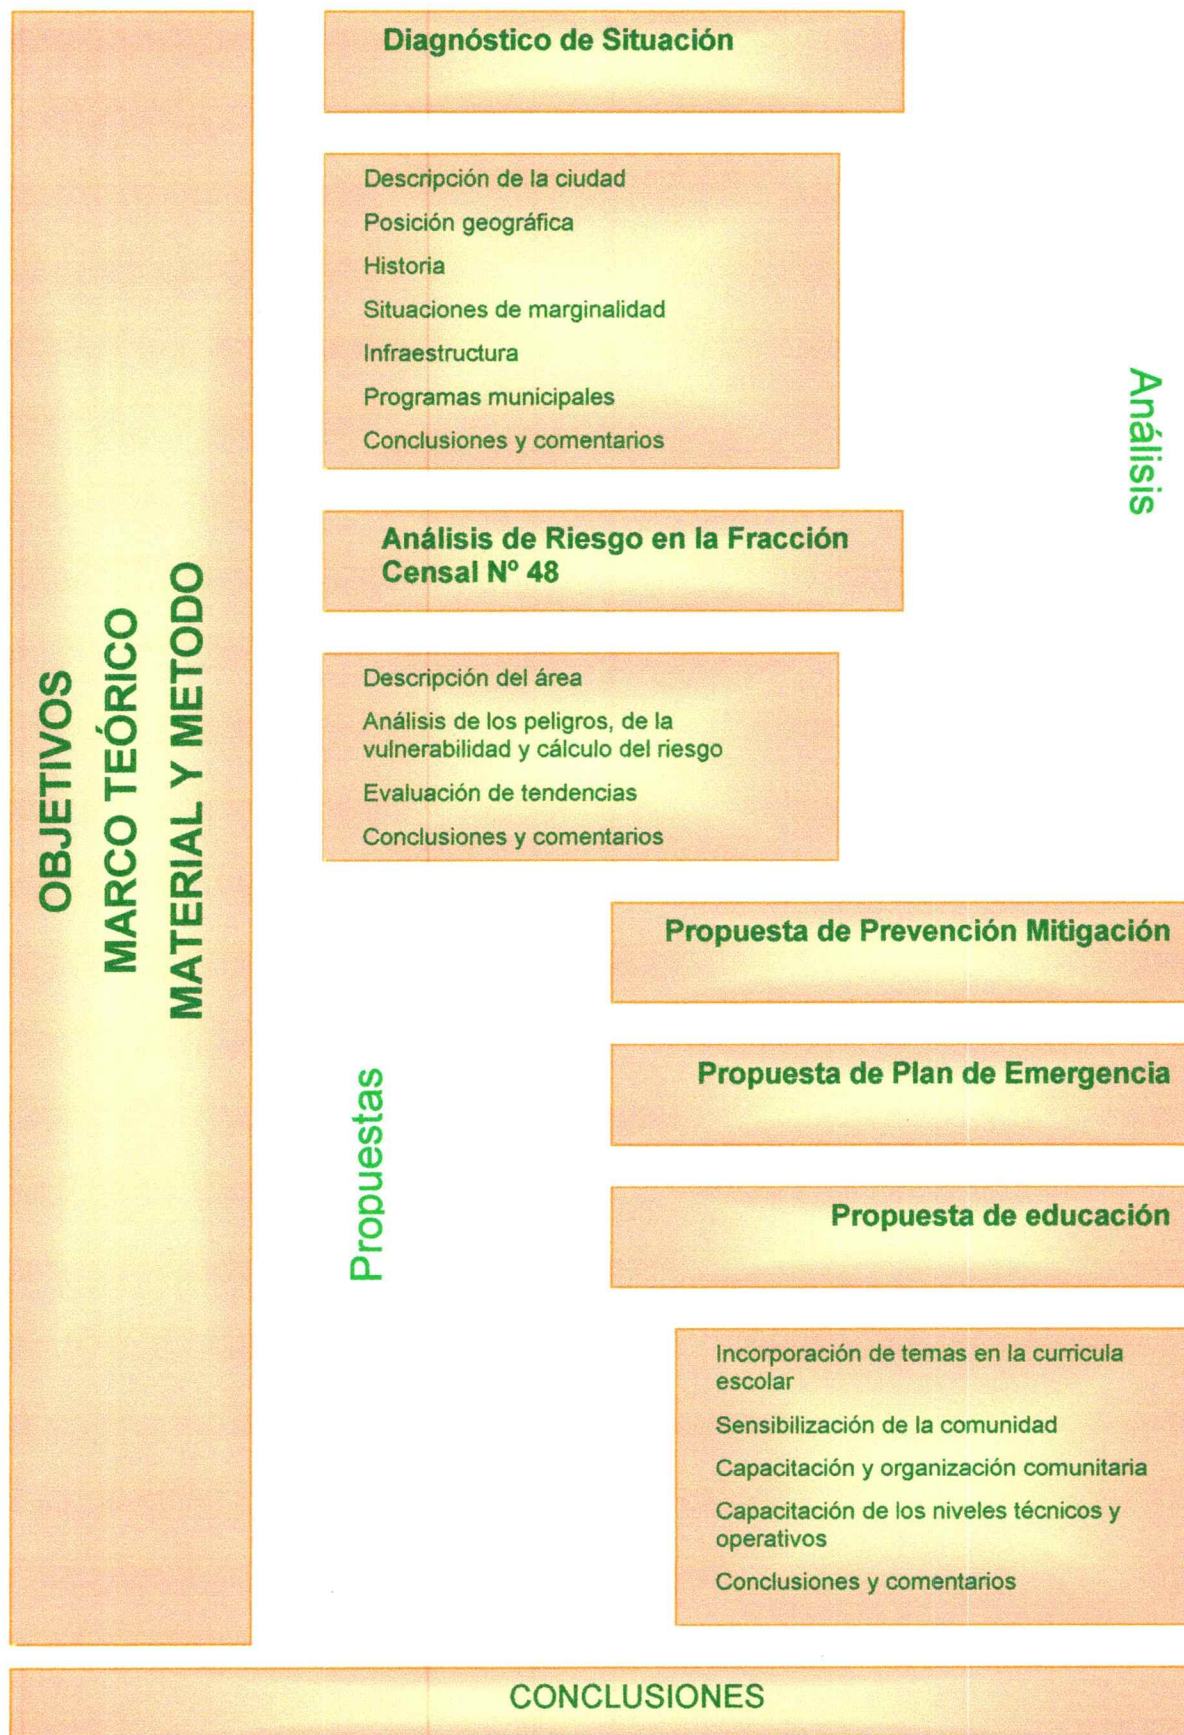 OBJETIVOS
MARCO TEÓRICO
MATERIAL Y METODO
Diagnóstico de Situación
Descripción de la ciudad
Posición geográfica
Historia
Situaciones de marginalidad
Infraestructura
Programas municipales
Conclusiones y comentarios
Análisis
Análisis de Riesgo en la Fracción
Censal Nº 48
Descripción del área
Análisis de los peligros, de la
vulnerabilidad y cálculo del riesgo
Evaluación de tendencias
Conclusiones y comentarios
Propuestas
Propuesta de Prevención Mitigación
Propuesta de Plan de Emergencia
Propuesta de educación
Incorporación de temas en la curricula
escolar
Sensibilización de la comunidad
Capacitación y organización comunitaria
Capacitación de los niveles técnicos y
operativos
Conclusiones y comentarios
CONCLUSIONES